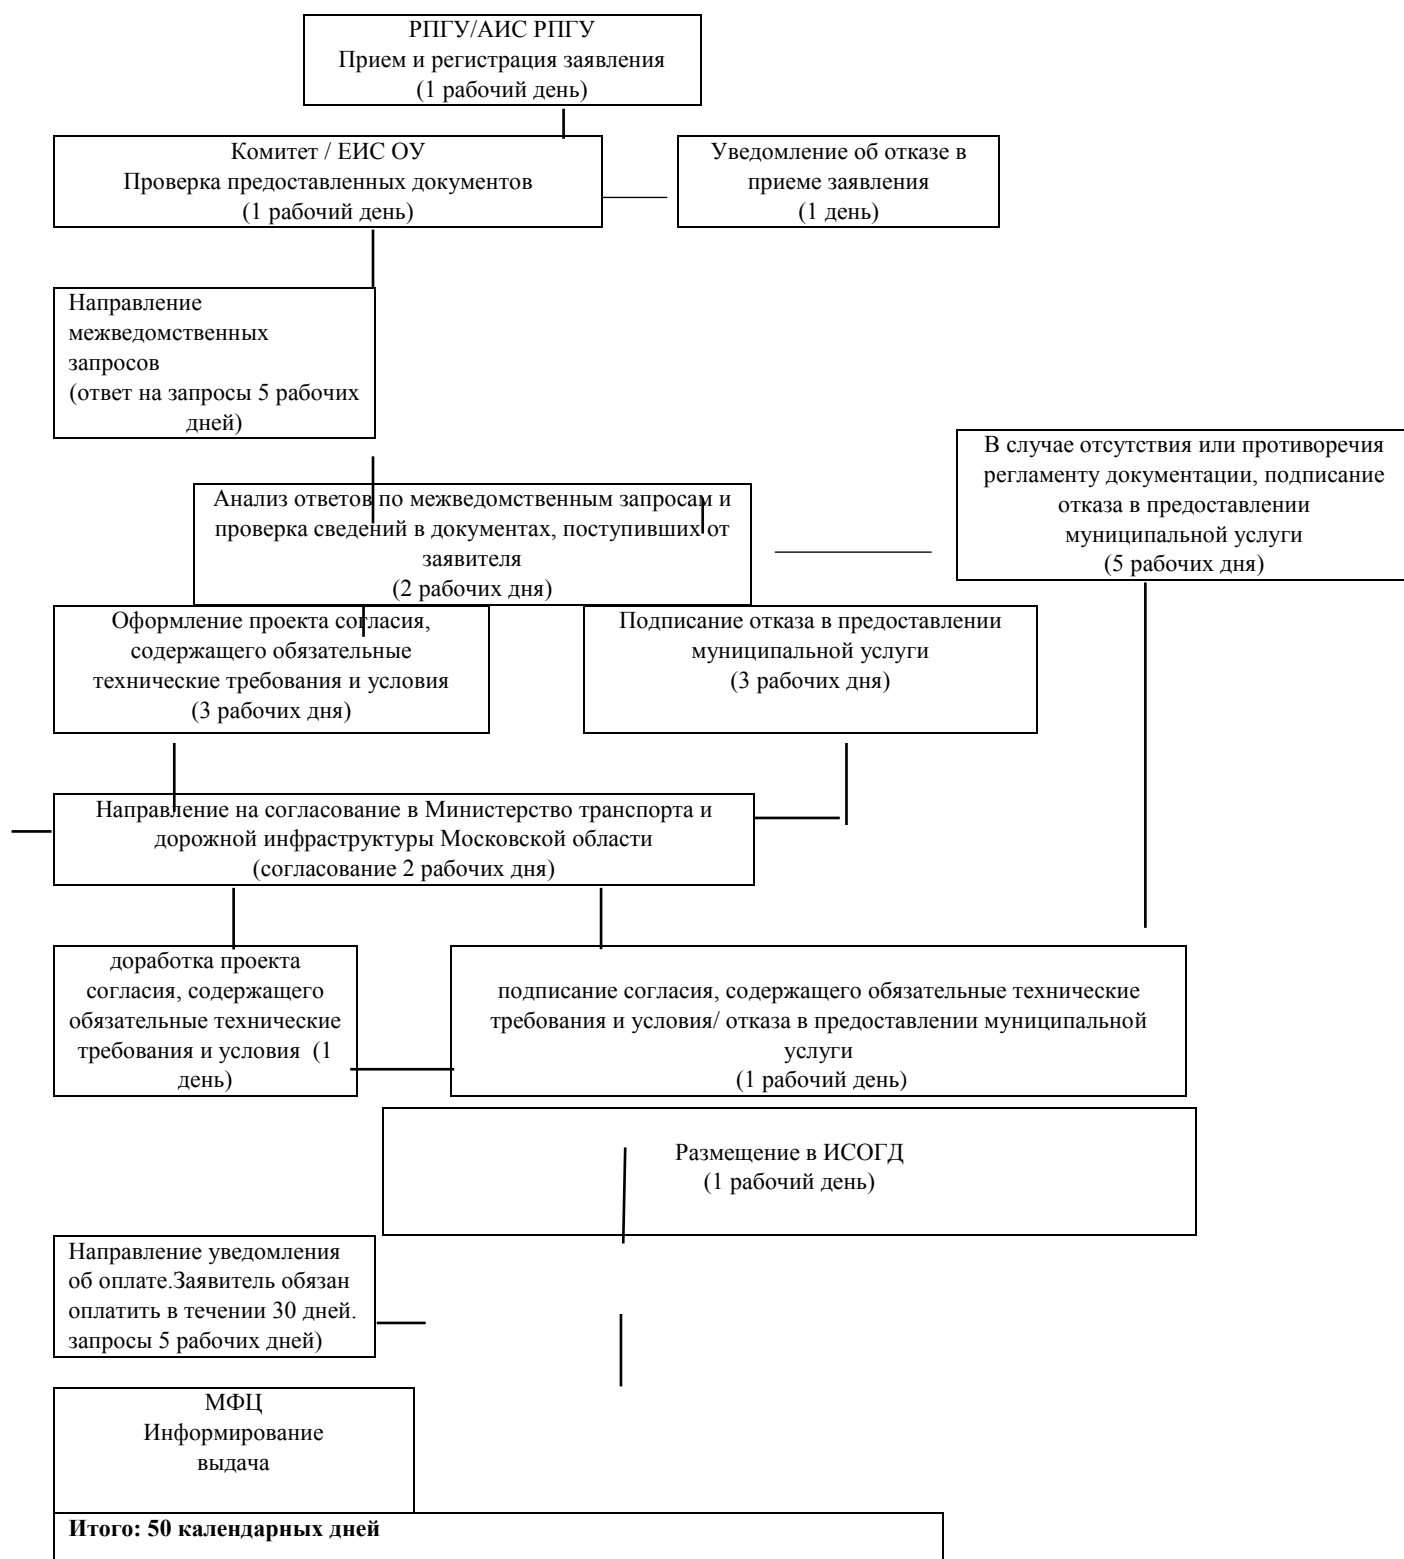 РПГУ/АИС РПГУ
Прием и регистрация заявления
(1 рабочий день)
Комитет / ЕИС ОУ
Проверка предоставленных документов
(1 рабочий день)
Уведомление об отказе в
приеме заявления
(1 день)
Направление
межведомственных
запросов
(ответ на запросы 5 рабочих
дней)
В случае отсутствия или противоречия
регламенту документации, подписание
отказа в предоставлении
муниципальной услуги
(5 рабочих дня)
Анализ ответов по межведомственным запросам и
проверка сведений в документах, поступивших от
заявителя
(2 рабочих дня)
Оформление проекта согласия,
содержащего обязательные
технические требования и условия
(3 рабочих дня)
Подписание отказа в предоставлении
муниципальной услуги
(3 рабочих дня)
Направление на согласование в Министерство транспорта и
дорожной инфраструктуры Московской области
(согласование 2 рабочих дня)
доработка проекта
согласия, содержащего
обязательные технические
требования и условия (1
день)
подписание согласия, содержащего обязательные технические
требования и условия/ отказа в предоставлении муниципальной
услуги
(1 рабочий день)
Размещение в ИСОГД
(1 рабочий день)
Направление уведомления
об оплате.Заявитель обязан
оплатить в течении 30 дней.
запросы 5 рабочих дней)
МФЦ
Информирование
выдача
Итого: 50 календарных дней